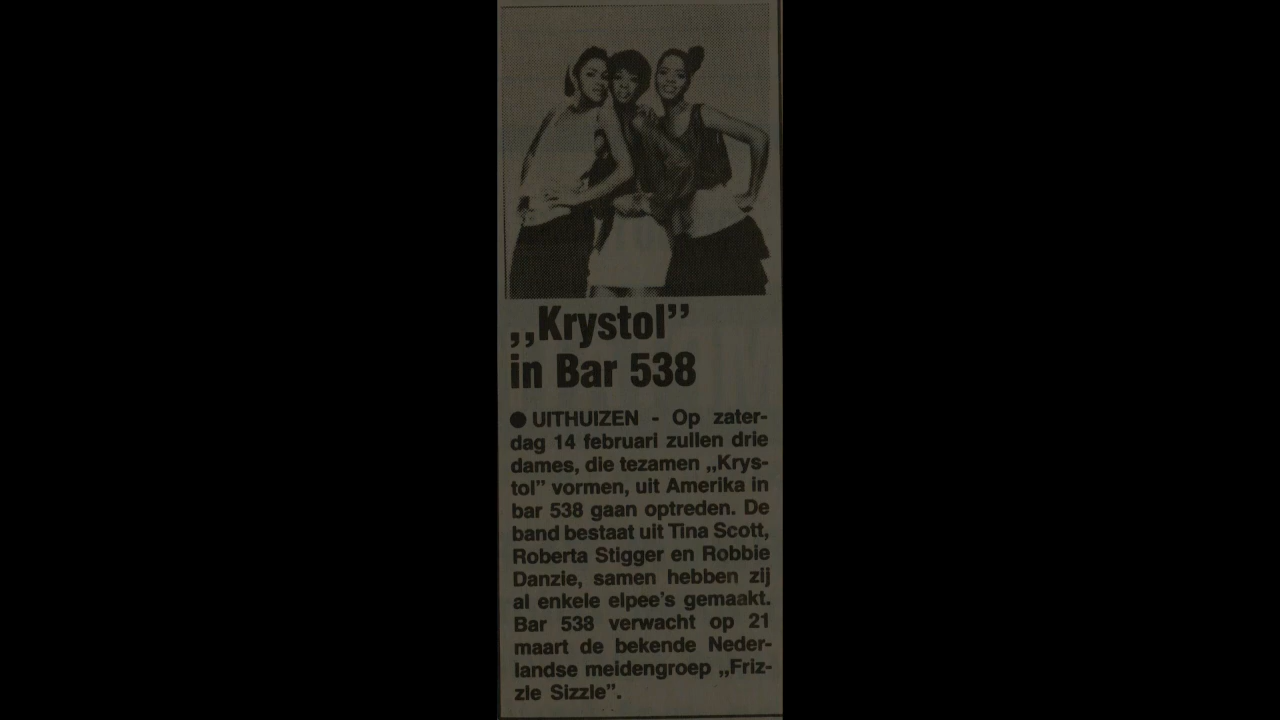 „Krystol”
in Bar 538
● UITHUIZEN - Op zater-
dag 14 februari zullen drie
dames, die tezamen „Krys-
tol” vormen, uit Amerika in
bar 538 gaan optreden. De
band bestaat uit Tina Scott,
Roberta Stigger en Robbie
Danzie, samen hebben zij
al enkele elpee's gemaakt.
Bar 538 verwacht op 21
maart de bekende Neder-
landse meidengroep „Friz-
zle Sizzle”.